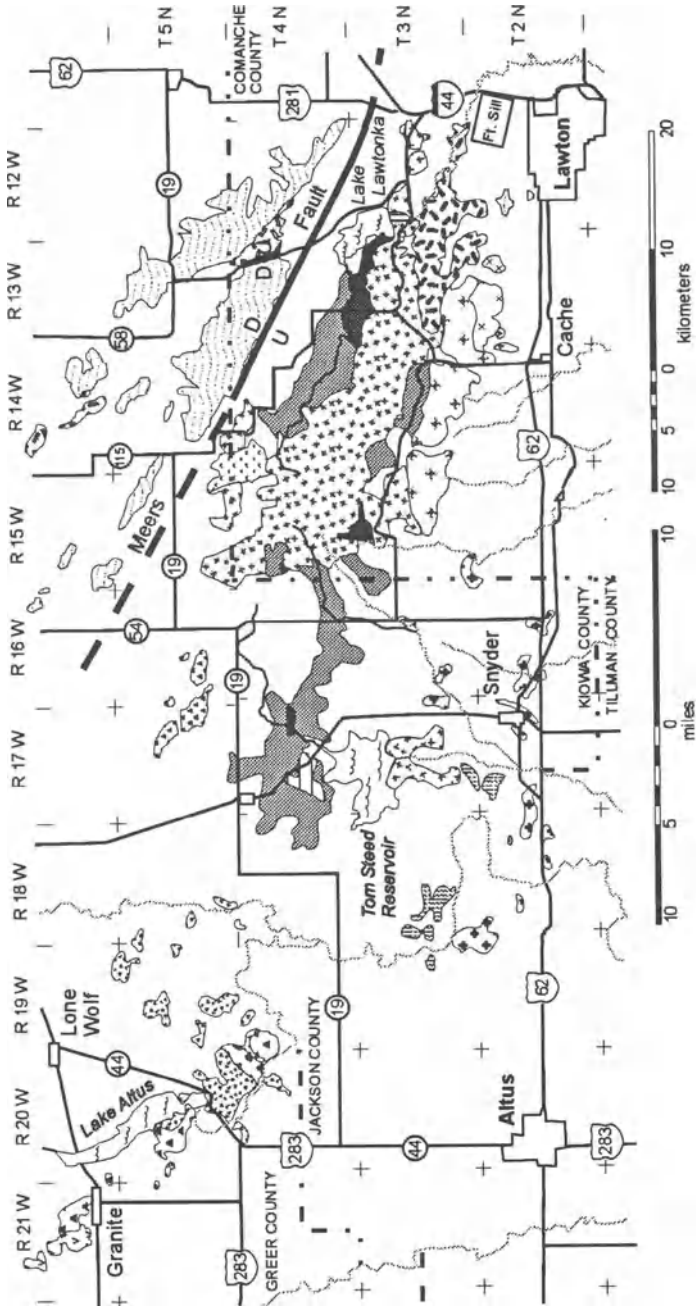 R 21 W
R 20 W
R 19 W
R 18 W
R 17 W
R 16 W
R 15 W
R 14 W
R 13 W
R 12 W
Lone
Wolf
62
44
54
115
58
19
T 5 N
Granite
Lake Altus
Meers
19
COMANCHE
COUNTY
283
19
D
D
U
Fault
281
T 4 N
GREER COUNTY
283
JACKSON COUNTY
Lake
Lawtonka
19
Tom Steed
Reservoir
T 3 N
44
44
Ft. Sill
Altus
Snyder
Cache
Lawton
T 2 N
62
62
283
KIOWA COUNTY
TILLMAN COUNTY
10
5
0
10
miles
10
5
0
10
20
kilometers